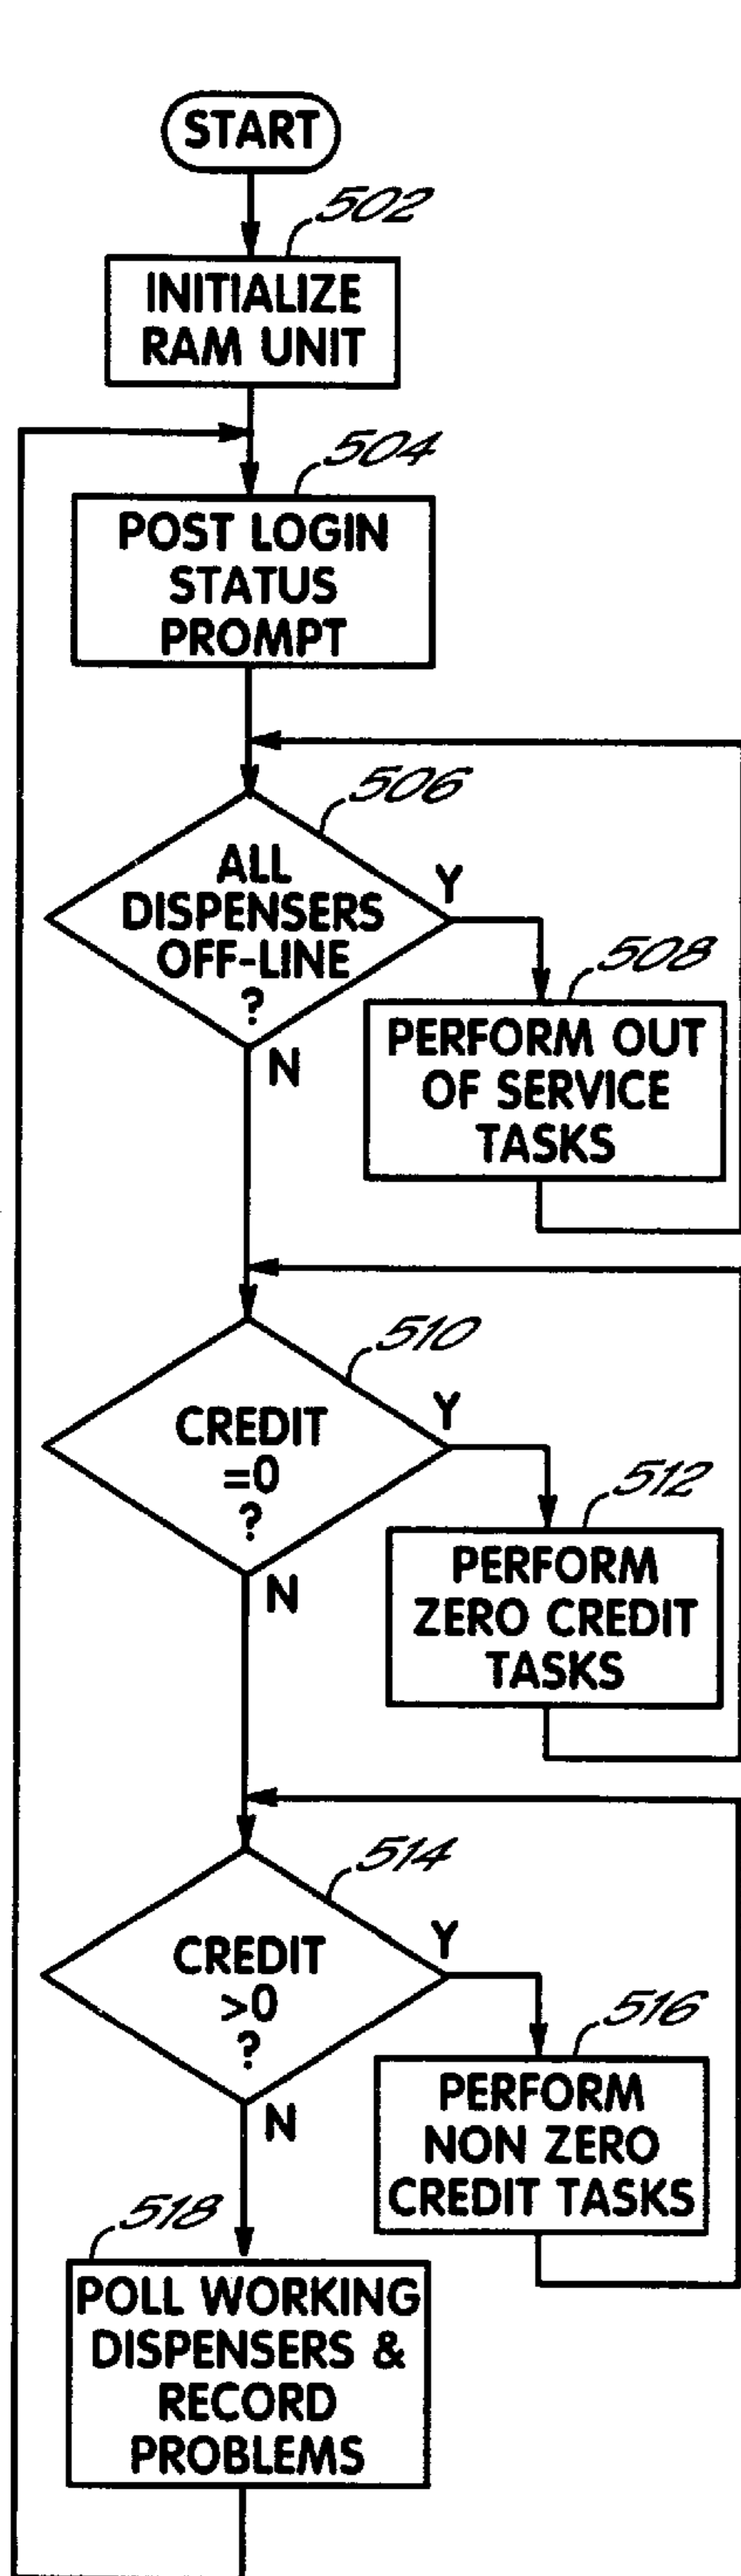 START
502
INITIALIZE
RAM UNIT
504
POST LOGIN
STATUS
PROMPT
506
ALL
DISPENSERS
OFF-LINE
?
Y
N
508
PERFORM OUT
OF SERVICE
TASKS
510
CREDIT
=0
?
Y
N
512
PERFORM
ZERO CREDIT
TASKS
514
CREDIT
>0
?
Y
N
516
PERFORM
NON ZERO
CREDIT TASKS
518
POLL WORKING
DISPENSERS &
RECORD
PROBLEMS